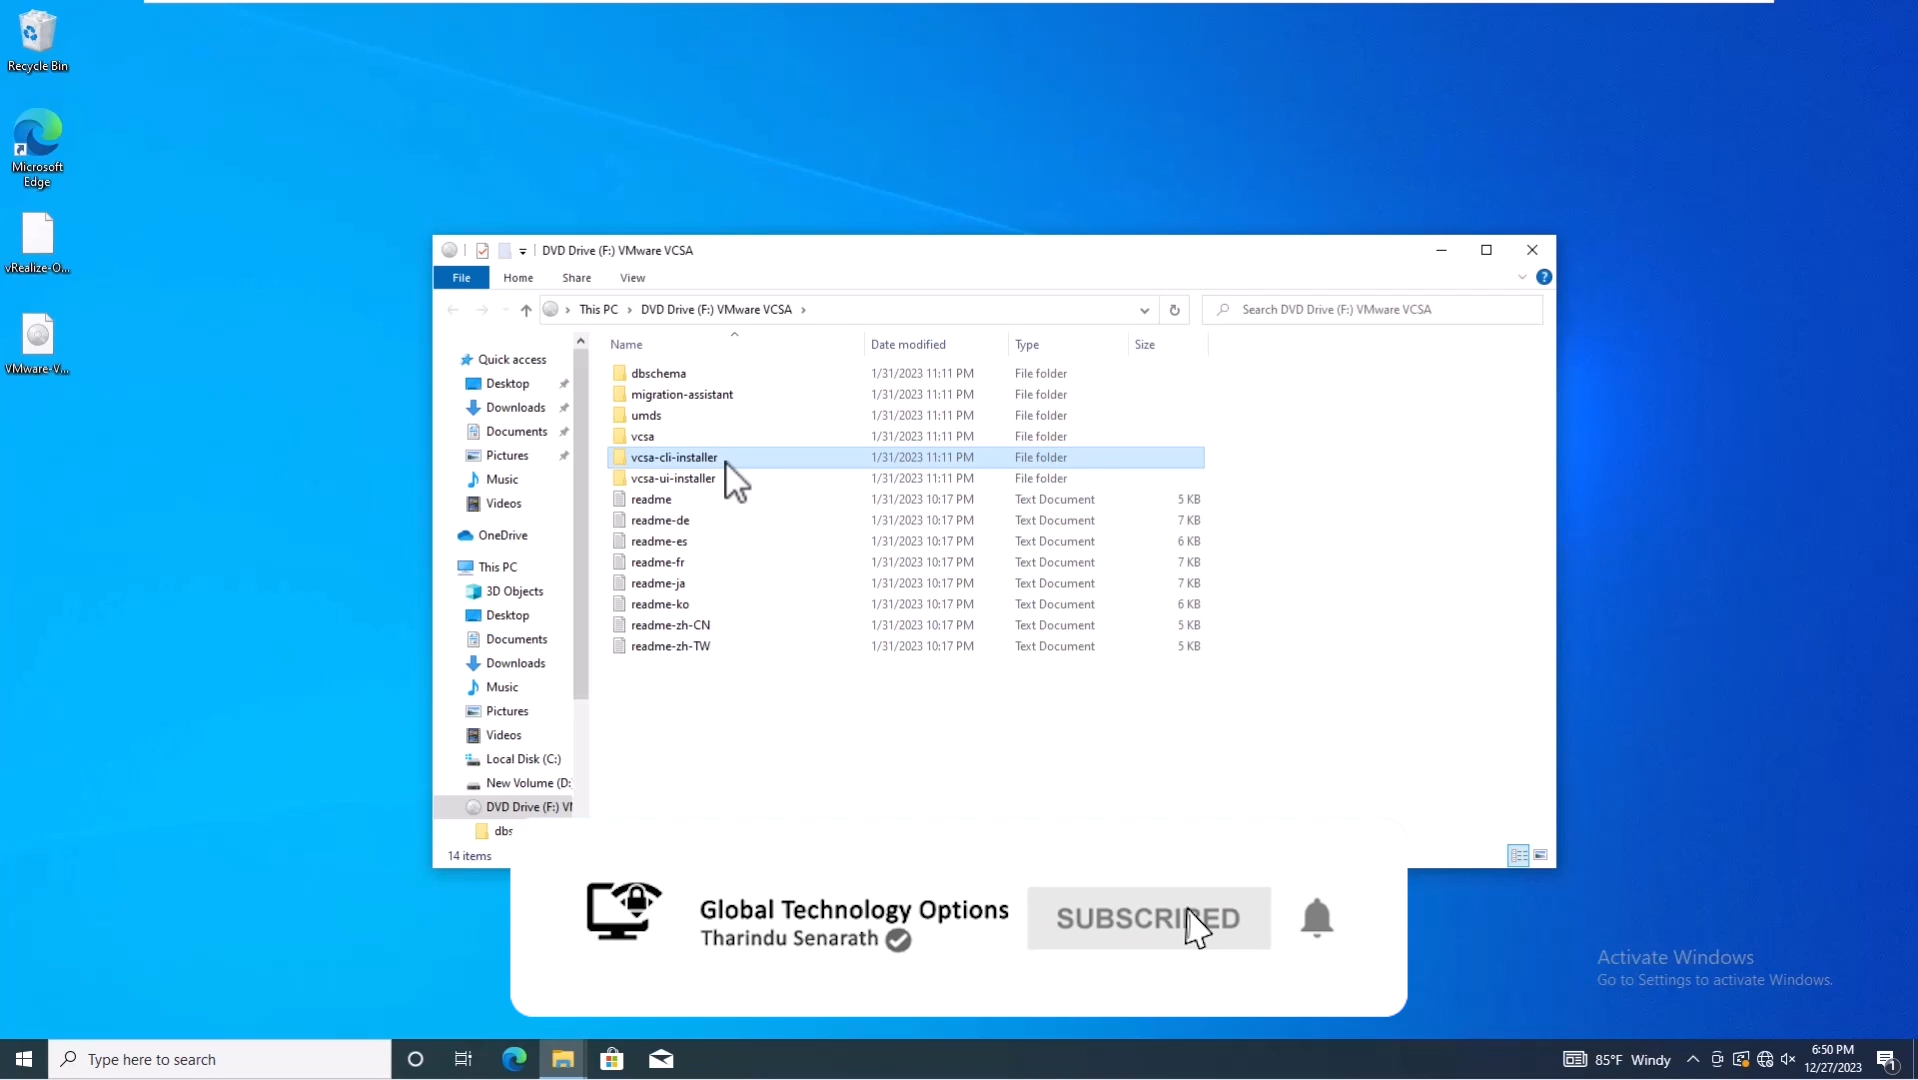 Recycle Bin
Microsoft
Edge
vRealize-O...
VMware-V...
DVD Drive (F:) VMware VCSA
File Home Share View
This PC > DVD Drive (F:) VMware VCSA >
Search DVD Drive (F:) VMware VCSA
Name Date modified Type Size
Quick access
Desktop
Downloads
Documents
Pictures
Music
Videos
OneDrive
This PC
3D Objects
Desktop
Documents
Downloads
Music
Pictures
Videos
Local Disk (C:)
New Volume (D:
DVD Drive (F:) VM
dbs
dbschema 1/31/2023 11:11 PM File folder
migration-assistant 1/31/2023 11:11 PM File folder
umds 1/31/2023 11:11 PM File folder
vcsa 1/31/2023 11:11 PM File folder
vcsa-cli-installer 1/31/2023 11:11 PM File folder
vcsa-ui-installer 1/31/2023 11:11 PM File folder
readme 1/31/2023 10:17 PM Text Document 5 KB
readme-de 1/31/2023 10:17 PM Text Document 7 KB
readme-es 1/31/2023 10:17 PM Text Document 6 KB
readme-fr 1/31/2023 10:17 PM Text Document 7 KB
readme-ja 1/31/2023 10:17 PM Text Document 7 KB
readme-ko 1/31/2023 10:17 PM Text Document 6 KB
readme-zh-CN 1/31/2023 10:17 PM Text Document 5 KB
readme-zh-TW 1/31/2023 10:17 PM Text Document 5 KB
14 items
Global Technology Options
Tharindu Senarath
SUBSCRIBED
Activate Windows
Go to Settings to activate Windows.
Type here to search
85°F Windy
6:50 PM
12/27/2023
1